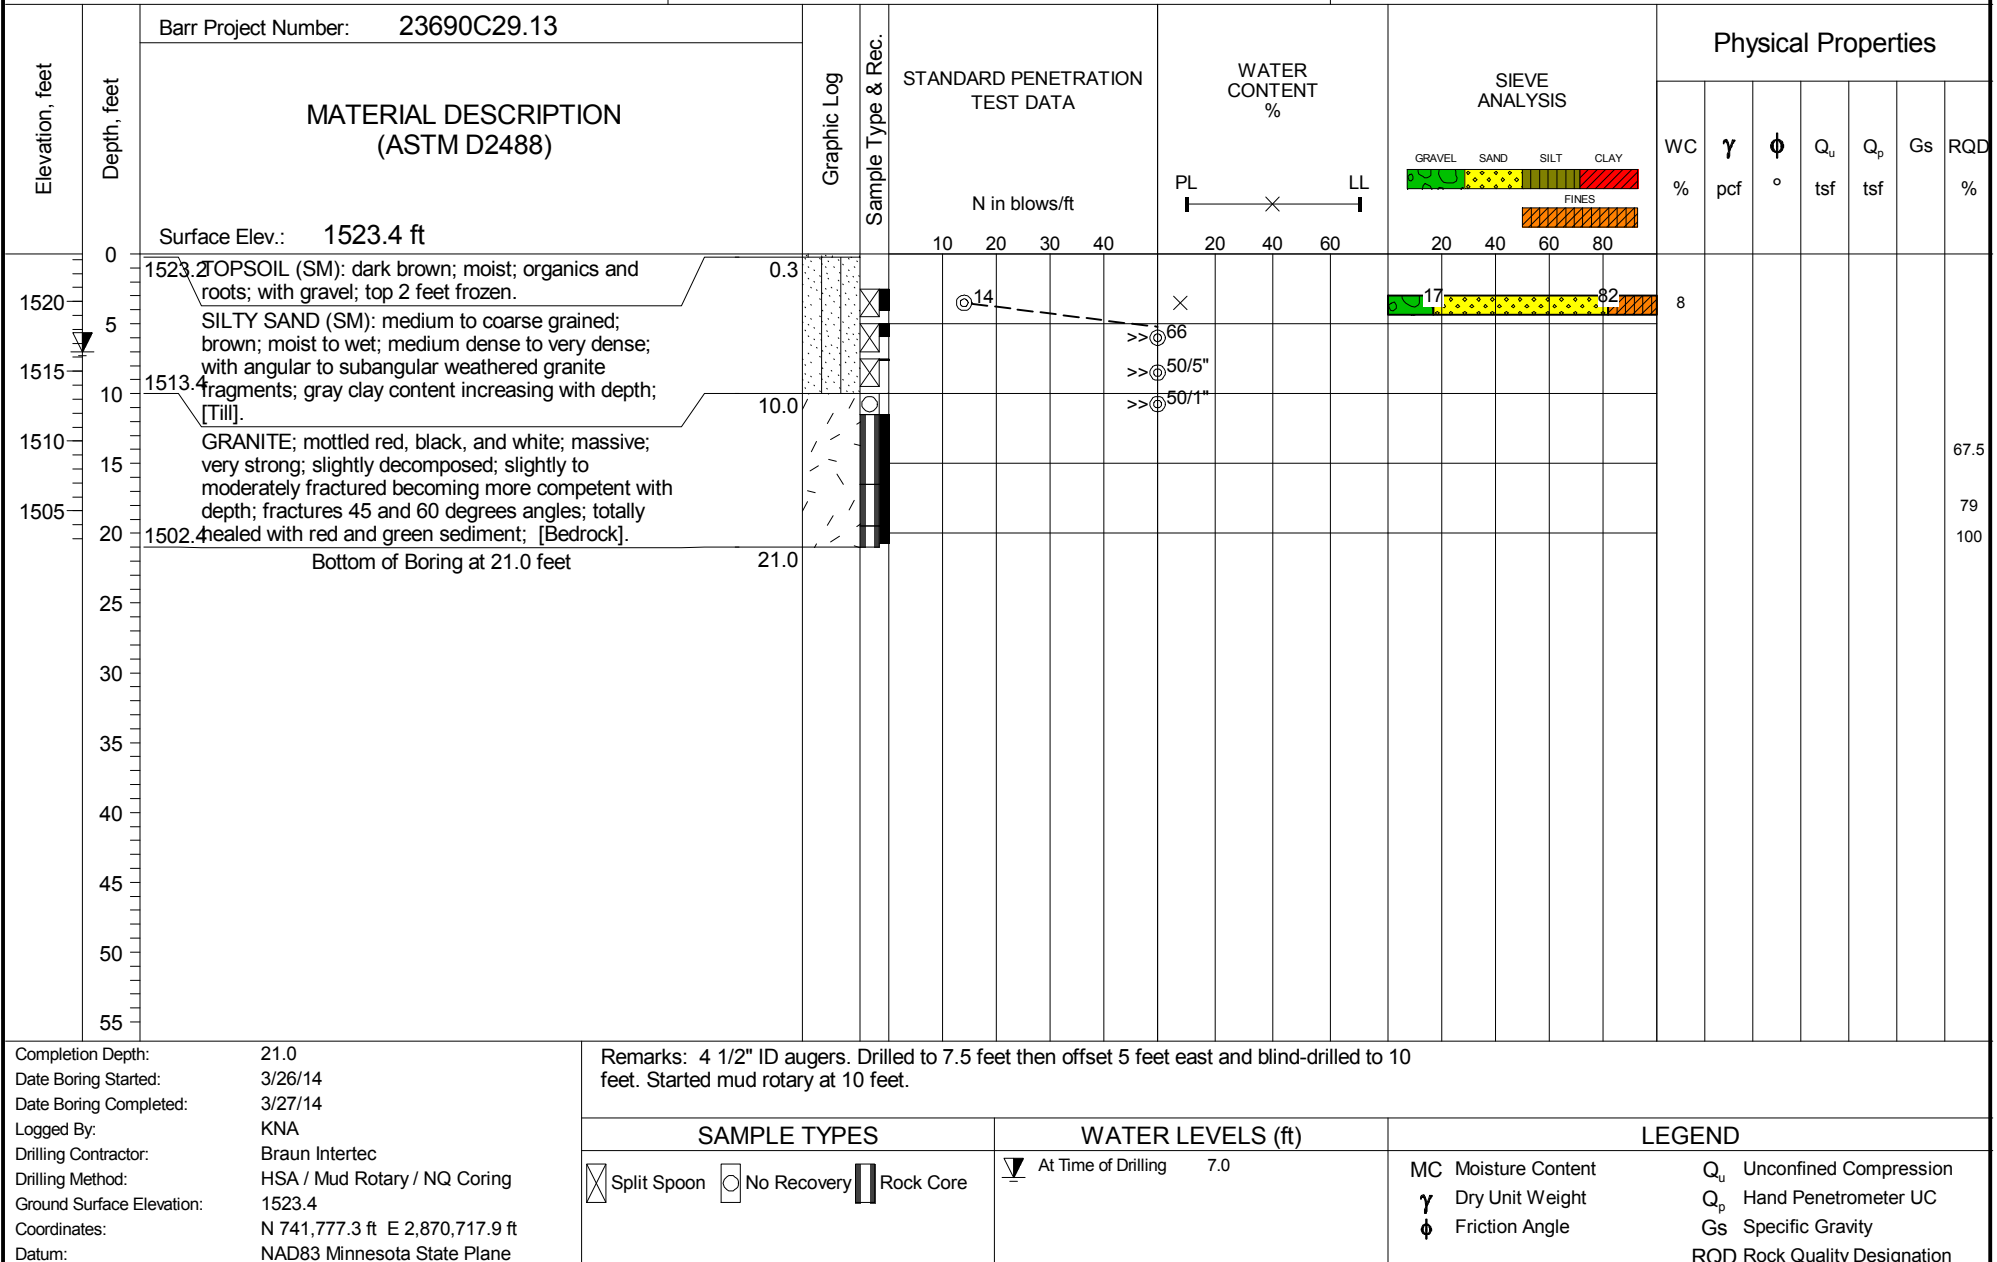 Barr Project Number: 23690C29.13
Elevation, feet
Depth, feet
MATERIAL DESCRIPTION
(ASTM D2488)
Surface Elev.: 1523.4 ft
Graphic Log
Sample Type & Rec.
STANDARD PENETRATION
TEST DATA
N in blows/ft
10 20 30 40
WATER
CONTENT
%
PL LL
20 40 60
SIEVE
ANALYSIS
GRAVEL SAND SILT CLAY
FINES
20 40 60 80
Physical Properties
WC γ ϕ Qu Qp Gs RQD
% pcf ° tsf tsf %
0
1523.2 TOPSOIL (SM): dark brown; moist; organics and 0.3
roots; with gravel; top 2 feet frozen.
1520 14 17 82 8
SILTY SAND (SM): medium to coarse grained;
5
brown; moist to wet; medium dense to very dense; >> 66
with angular to subangular weathered granite
1515 >> 50/5"
1513.4 fragments; gray clay content increasing with depth;
10
[Till]. 10.0 >> 50/1"
1510 GRANITE; mottled red, black, and white; massive;
15 very strong; slightly decomposed; slightly to 67.5
moderately fractured becoming more competent with
1505 depth; fractures 45 and 60 degrees angles; totally 79
20 1502.4 healed with red and green sediment; [Bedrock]. 100
Bottom of Boring at 21.0 feet 21.0
25
30
35
40
45
50
55
Completion Depth: 21.0
Date Boring Started: 3/26/14
Date Boring Completed: 3/27/14
Logged By: KNA
Drilling Contractor: Braun Intertec
Drilling Method: HSA / Mud Rotary / NQ Coring
Ground Surface Elevation: 1523.4
Coordinates: N 741,777.3 ft E 2,870,717.9 ft
Datum: NAD83 Minnesota State Plane
Remarks: 4 1/2" ID augers. Drilled to 7.5 feet then offset 5 feet east and blind-drilled to 10
feet. Started mud rotary at 10 feet.
SAMPLE TYPES
Split Spoon No Recovery Rock Core
WATER LEVELS (ft)
At Time of Drilling 7.0
LEGEND
MC Moisture Content
γ Dry Unit Weight
ϕ Friction Angle
Qu Unconfined Compression
Qp Hand Penetrometer UC
Gs Specific Gravity
RQD Rock Quality Designation